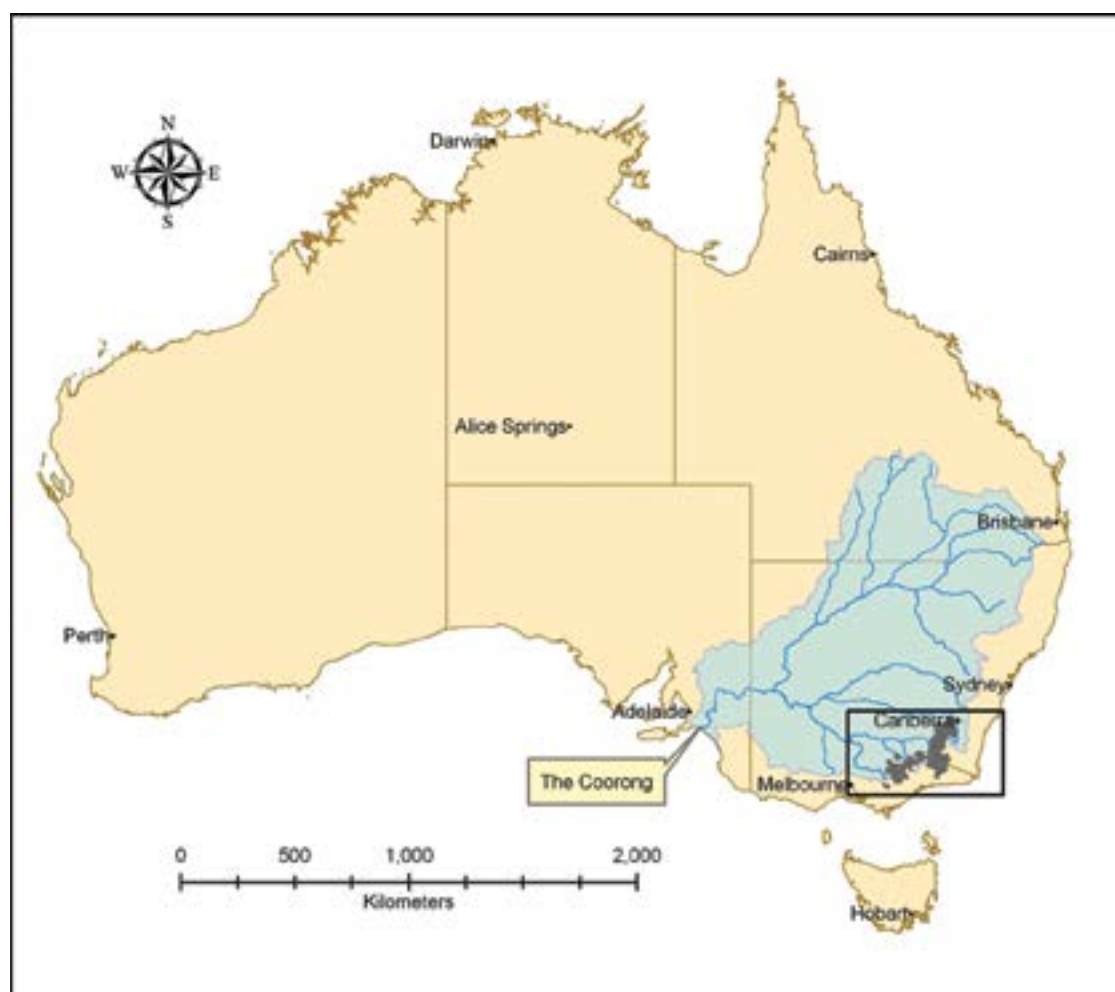 N
W E
S
Darwin
Cairns
Alice Springs
Brisbane
Perth
Sydney
Adelaide
Canberra
The Coorong
Melbourne
0 500 1,000 2,000
Kilometers
Hobart